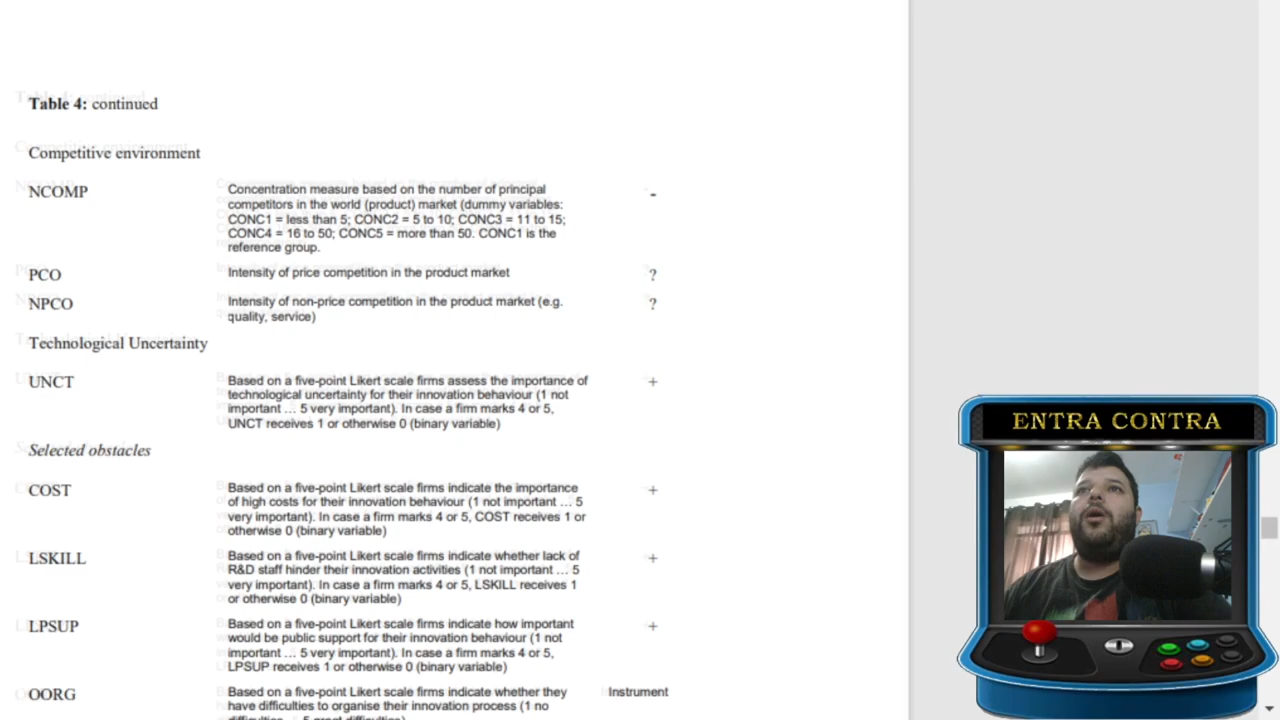 Table 4: continued
Competitive environment
NCOMP
Concentration measure based on the number of principal
competitors in the world (product) market (dummy variables:
CONC1 = less than 5; CONC2 = 5 to 10; CONC3 = 11 to 15;
CONC4 = 16 to 50; CONC5 = more than 50. CONC1 is the
reference group.
-
PCO
Intensity of price competition in the product market
?
NPCO
Intensity of non-price competition in the product market (e.g.
quality, service)
?
Technological Uncertainty
UNCT
Based on a five-point Likert scale firms assess the importance of
technological uncertainty for their innovation behaviour (1 not
important ... 5 very important). In case a firm marks 4 or 5,
UNCT receives 1 or otherwise 0 (binary variable)
+
Selected obstacles
COST
Based on a five-point Likert scale firms indicate the importance
of high costs for their innovation behaviour (1 not important ... 5
very important). In case a firm marks 4 or 5, COST receives 1 or
otherwise 0 (binary variable)
+
LSKILL
Based on a five-point Likert scale firms indicate whether lack of
R&D staff hinder their innovation activities (1 not important ... 5
very important). In case a firm marks 4 or 5, LSKILL receives 1
or otherwise 0 (binary variable)
+
LPSUP
Based on a five-point Likert scale firms indicate how important
would be public support for their innovation behaviour (1 not
important ... 5 very important). In case a firm marks 4 or 5,
LPSUP receives 1 or otherwise 0 (binary variable)
+
OORG
Based on a five-point Likert scale firms indicate whether they
have difficulties to organise their innovation process (1 no
difficulties ... 5 great difficulties)
Instrument
ENTRA CONTRA